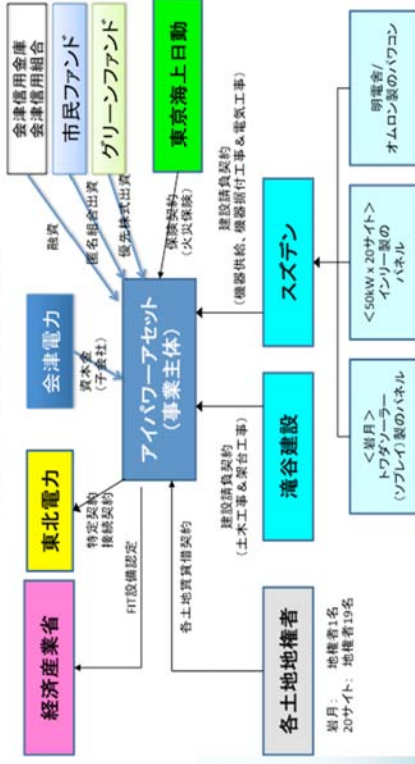 経済産業省
東北電力
会津電力
会津信用金庫
会津信用組合
市民ファンド
グリーンファンド
東京海上日動
FIT設備認定
特定契約
接続契約
資本金
(子会社)
融資
匿名組合出資
優先株式出資
保険契約
(火災保険)
アイパワーアセット
(事業主体)
各土地賃貸借契約
建設請負契約
(土木工事&架台工事)
建設請負契約
(機器供給、機器据付工事&電気工事)
各土地地権者
滝谷建設
スズデン
岩月: 地権者1名
20サイト: 地権者19名
<岩月>
トワダソーラー
(ソプレイ)製のパネル
<50kW x 20サイト>
インリー製の
パネル
明電舎/
オムロン製のパワコン